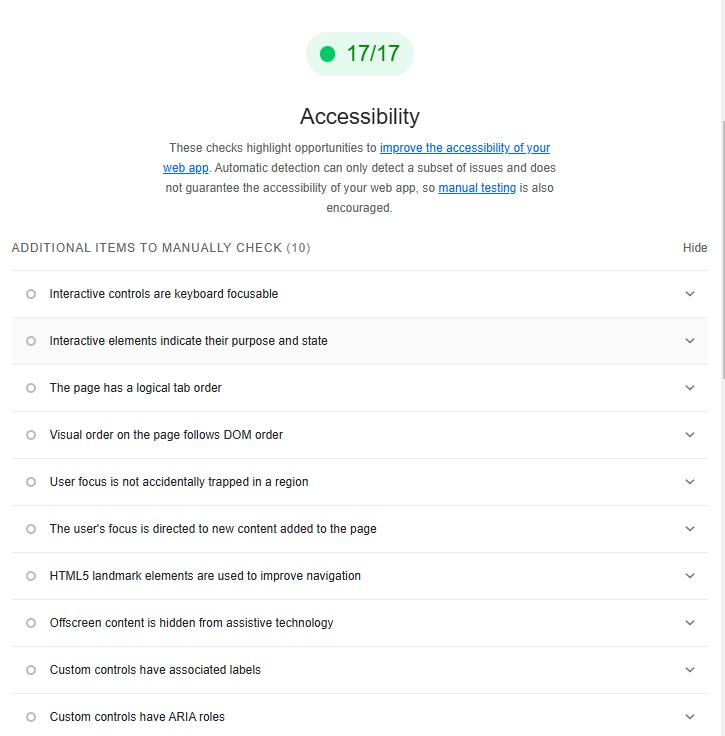 17/17
Accessibility
These checks highlight opportunities to improve the accessibility of your
web app. Automatic detection can only detect a subset of issues and does
not guarantee the accessibility of your web app, so manual testing is also
encouraged.
ADDITIONAL ITEMS TO MANUALLY CHECK (10) Hide
Interactive controls are keyboard focusable
Interactive elements indicate their purpose and state
The page has a logical tab order
Visual order on the page follows DOM order
User focus is not accidentally trapped in a region
The user's focus is directed to new content added to the page
HTML5 landmark elements are used to improve navigation
Offscreen content is hidden from assistive technology
Custom controls have associated labels
Custom controls have ARIA roles